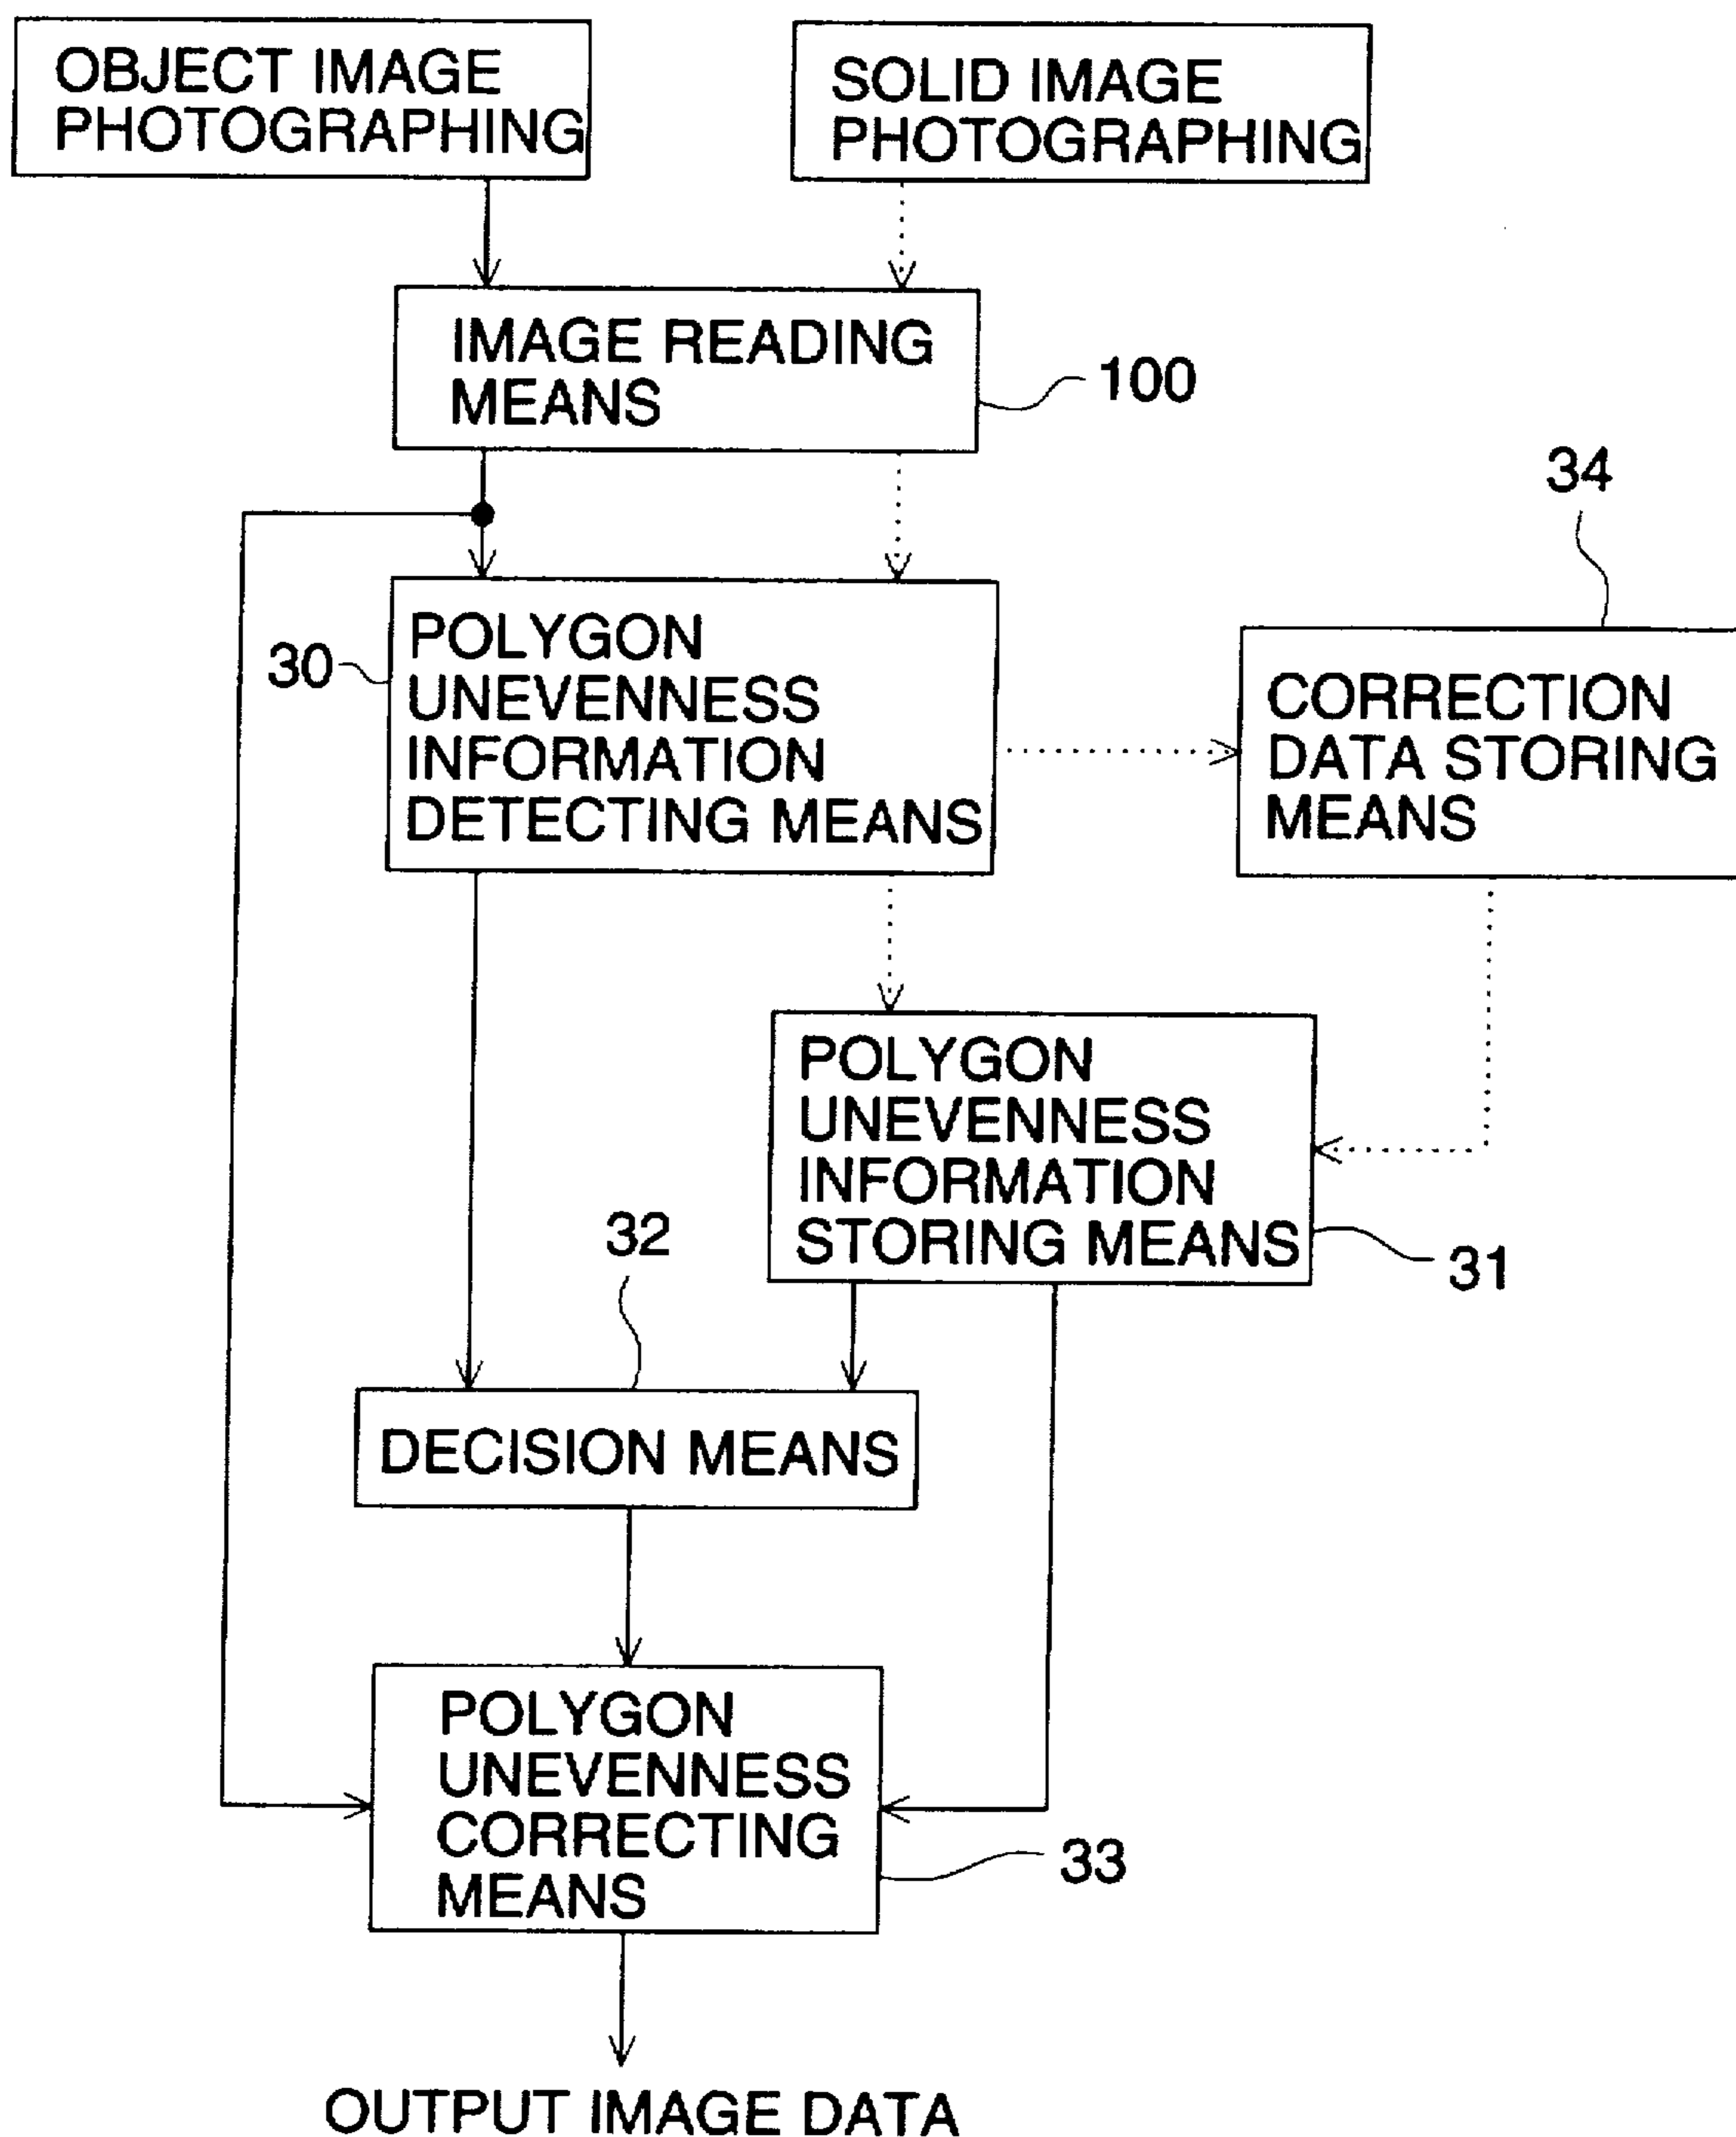 OBJECT IMAGE
PHOTOGRAPHING
SOLID IMAGE
PHOTOGRAPHING
IMAGE READING
MEANS
100
34
30
POLYGON
UNEVENNESS
INFORMATION
DETECTING MEANS
CORRECTION
DATA STORING
MEANS
POLYGON
UNEVENNESS
INFORMATION
STORING MEANS
31
32
DECISION MEANS
POLYGON
UNEVENNESS
CORRECTING
MEANS
33
OUTPUT IMAGE DATA